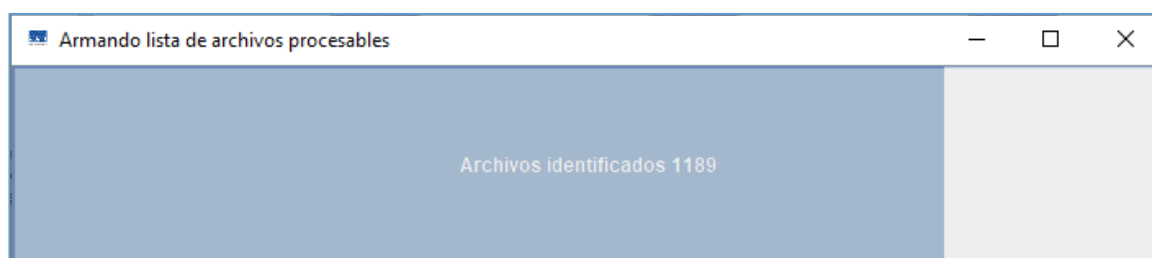 Armando lista de archivos procesables
Archivos identificados 1189